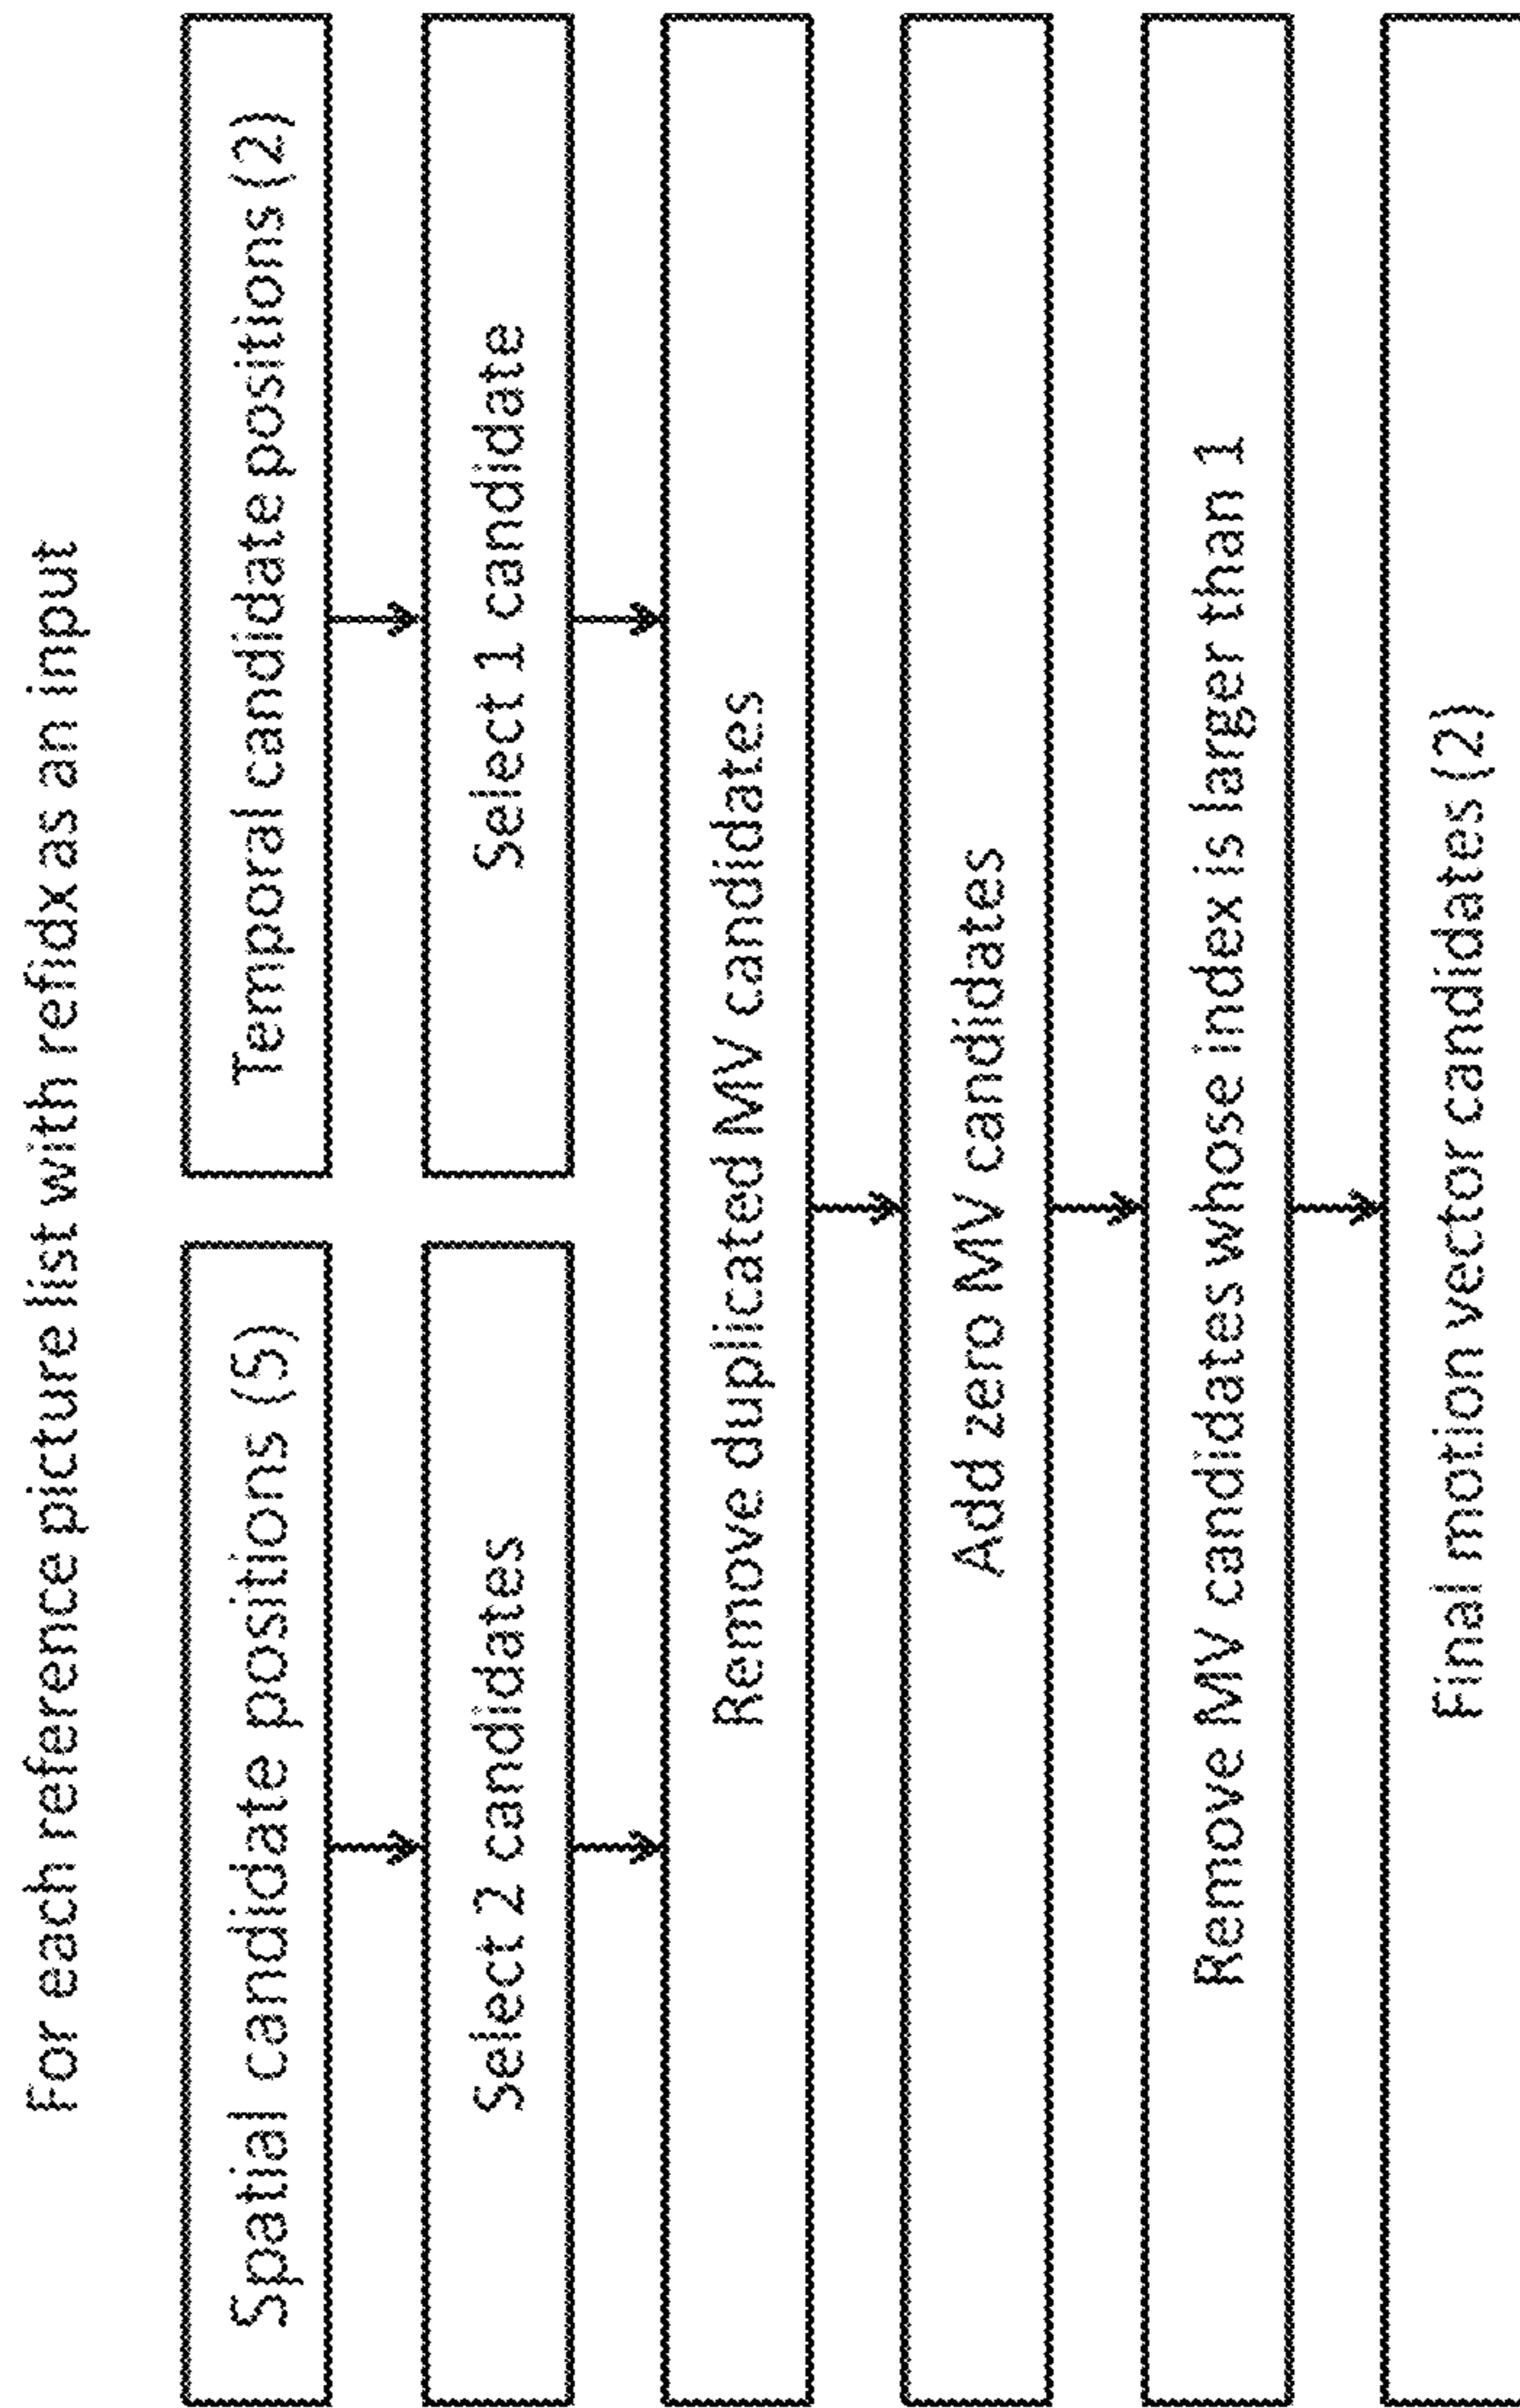 For each reference picture list with refidx as an input
Spatial candidate positions (5)
Temporal candidate positions (2)
Select 2 candidates
Select 1 candidate
Remove duplicated MV candidates
Add zero MV candidates
Remove MV candidates whose index is larger than 1
Final motion vector candidates (2)